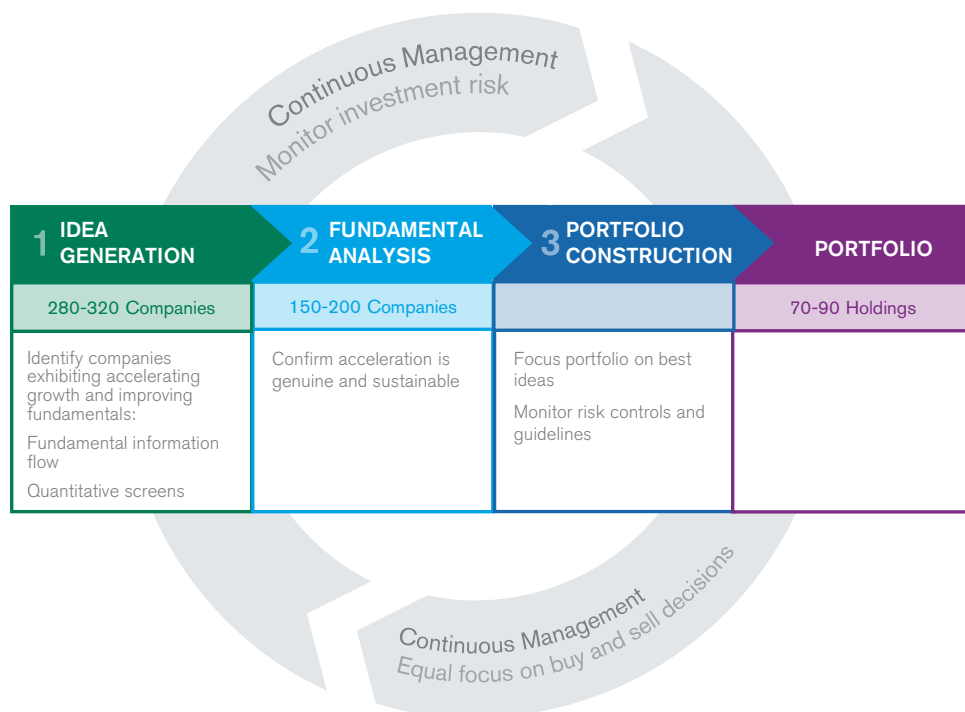 Continuous Management
Monitor investment risk
1
IDEA
GENERATION
2
FUNDAMENTAL
ANALYSIS
3
PORTFOLIO
CONSTRUCTION
PORTFOLIO
280-320 Companies
150-200 Companies
70-90 Holdings
Identify companies
exhibiting accelerating
growth and improving
fundamentals:
Fundamental information
flow
Quantitative screens
Confirm acceleration is
genuine and sustainable
Focus portfolio on best
ideas
Monitor risk controls and
guidelines
Continuous Management
Equal focus on buy and sell decisions